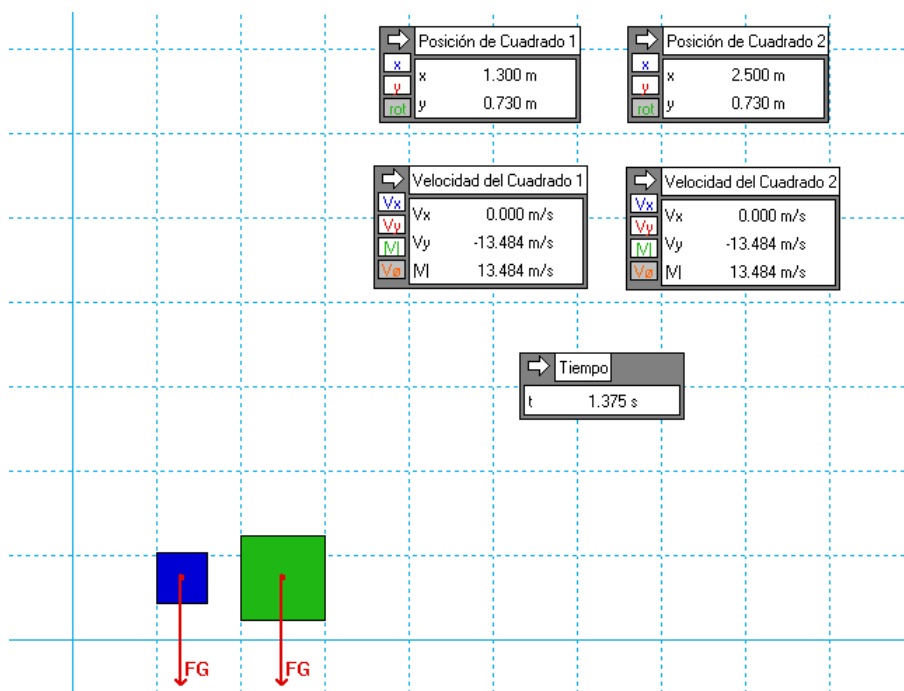 Posición de Cuadrado 1
x
y
rot
x 1.300 m
y 0.730 m
Posición de Cuadrado 2
x
y
rot
x 2.500 m
y 0.730 m
Velocidad del Cuadrado 1
Vx
Vy
|V|
Vø
Vx 0.000 m/s
Vy -13.484 m/s
|V| 13.484 m/s
Velocidad del Cuadrado 2
Vx
Vy
|V|
Vø
Vx 0.000 m/s
Vy -13.484 m/s
|V| 13.484 m/s
Tiempo
t 1.375 s
FG
FG